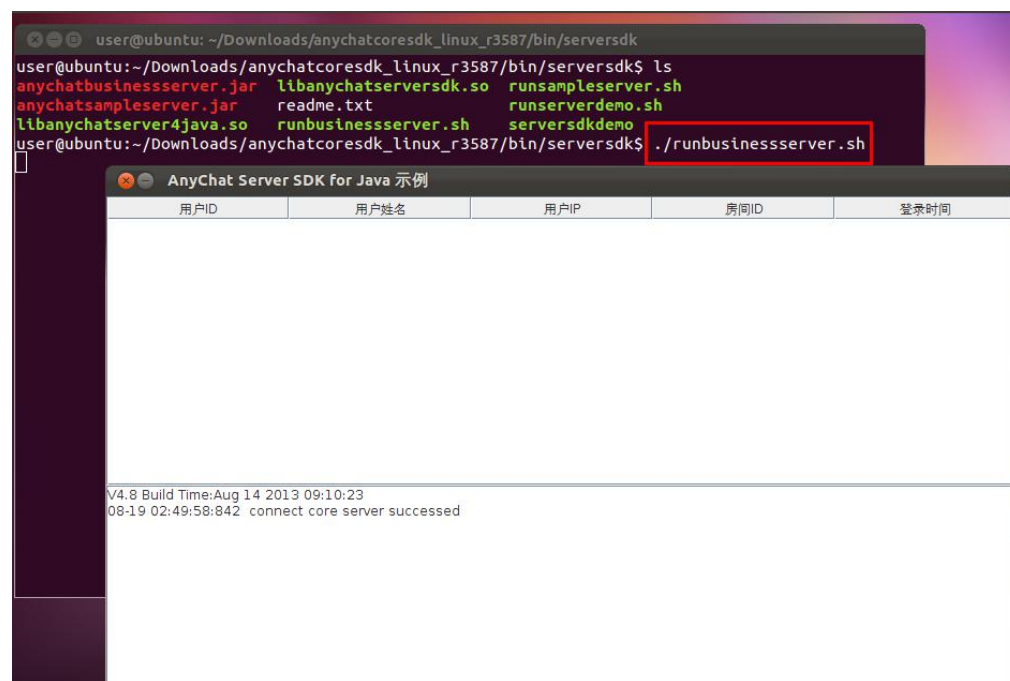 user@ubuntu: ~/Downloads/anychatcoresdk_linux_r3587/bin/serversdk
user@ubuntu:~/Downloads/anychatcoresdk_linux_r3587/bin/serversdk$ ls
anychatbusinessserver.jar libanychatserversdk.so runsampleserver.sh
anychatsampleserver.jar readme.txt runserverdemo.sh
libanychatserver4java.so runbusinessserver.sh serversdkdemo
user@ubuntu:~/Downloads/anychatcoresdk_linux_r3587/bin/serversdk$ ./runbusinessserver.sh
AnyChat Server SDK for Java 示例
用户ID 用户姓名 用户IP 房间ID 登录时间
V4.8 Build Time:Aug 14 2013 09:10:23
08-19 02:49:58:842 connect core server successed